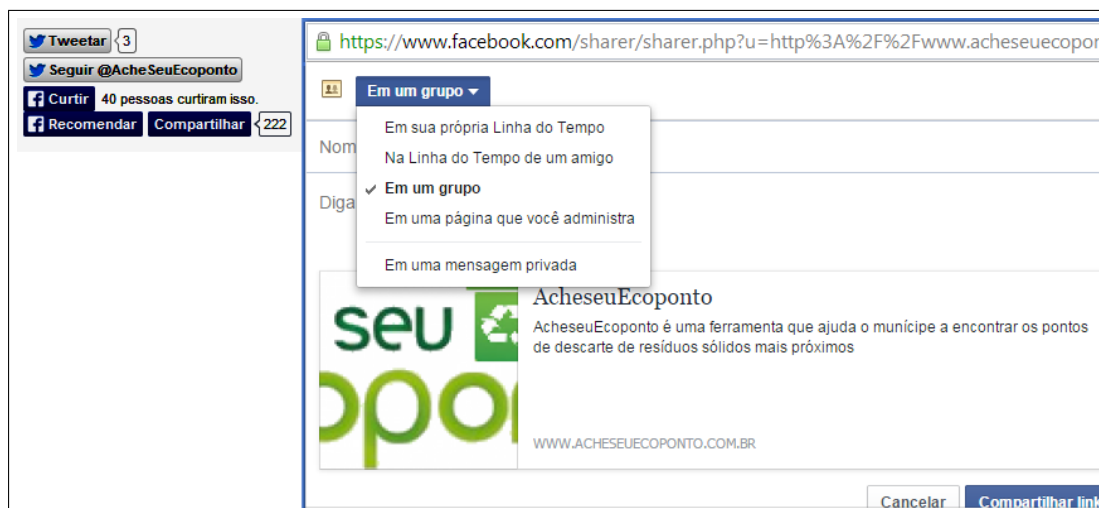 Tweetar 3
Seguir @AcheSeuEcoponto
Curtir 40 pessoas curtiram isso.
Recomendar Compartilhar 222
https://www.facebook.com/sharer/sharer.php?u=http%3A%2F%2Fwww.acheseuecopor
Em um grupo
Em sua própria Linha do Tempo
Nom
Na Linha do Tempo de um amigo
Em um grupo
Diga
Em uma página que você administra
Em uma mensagem privada
seu
opo
AcheseuEcoponto
AcheseuEcoponto é uma ferramenta que ajuda o munícipe a encontrar os pontos
de descarte de resíduos sólidos mais próximos
WWW.ACHESEUECOPONTO.COM.BR
Cancelar Compartilhar link